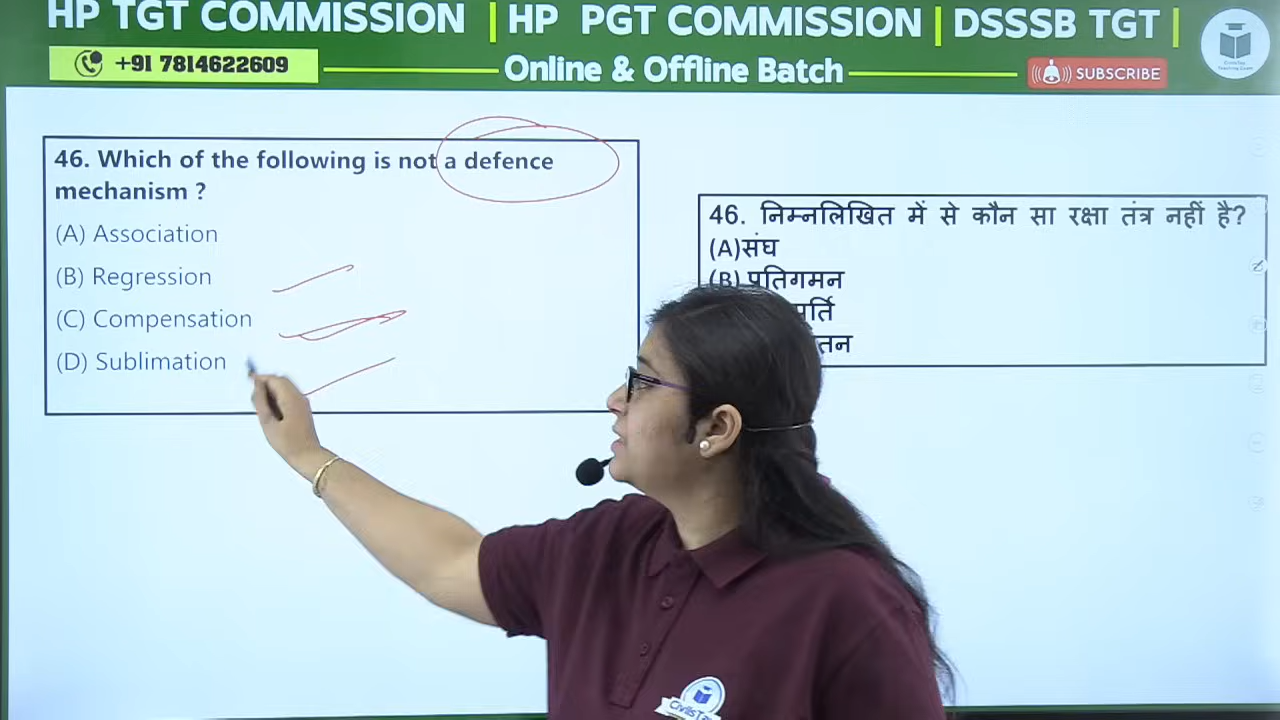 HP TGT COMMISSION | HP PGT COMMISSION | DSSSB TGT |
+91 7814622609
Online & Offline Batch
SUBSCRIBE
46. Which of the following is not a defence
mechanism ?
(A) Association
(B) Regression
(C) Compensation
(D) Sublimation
46. निम्नलिखित में से कौन सा रक्षा तंत्र नहीं है?
(A)संघ
(B) प्रतिगमन